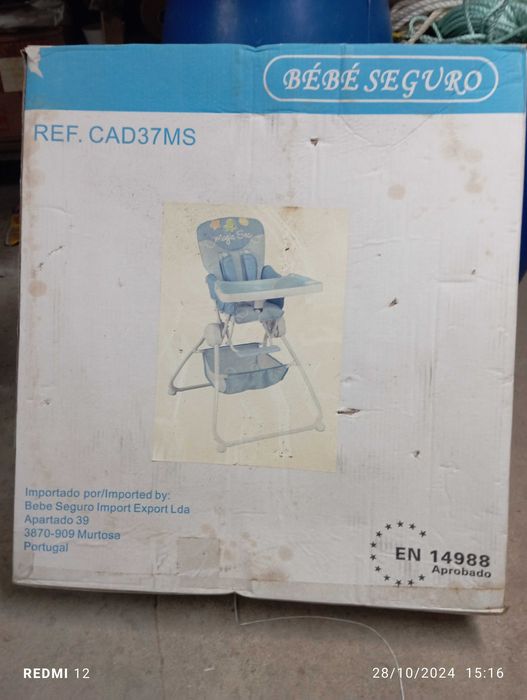 BÉBÉ SEGURO
REF. CAD37MS
Importado por/Imported by:
Bebe Seguro Import Export Lda
Apartado 39
3870-909 Murtosa
Portugal
EN 14988
Aprobado
REDMI 12
28/10/2024 15:16